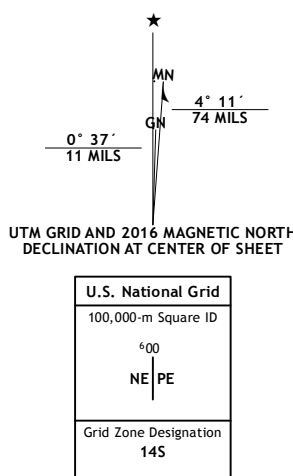 ★
MN
GN
4° 11´
74 MILS
0° 37´
11 MILS
UTM GRID AND 2016 MAGNETIC NORTH
DECLINATION AT CENTER OF SHEET
U.S. National Grid
100,000-m Square ID
⁶00
NE PE
Grid Zone Designation
14S